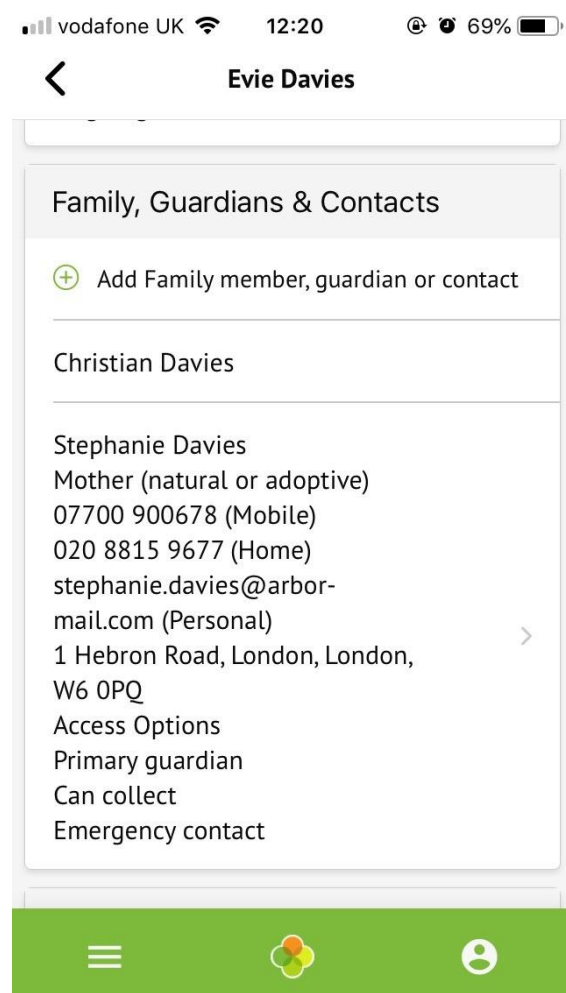 vodafone UK 12:20 69%
Evie Davies
Family, Guardians & Contacts
Add Family member, guardian or contact
Christian Davies
Stephanie Davies
Mother (natural or adoptive)
07700 900678 (Mobile)
020 8815 9677 (Home)
stephanie.davies@arbor-
mail.com (Personal)
1 Hebron Road, London, London,
W6 0PQ
Access Options
Primary guardian
Can collect
Emergency contact